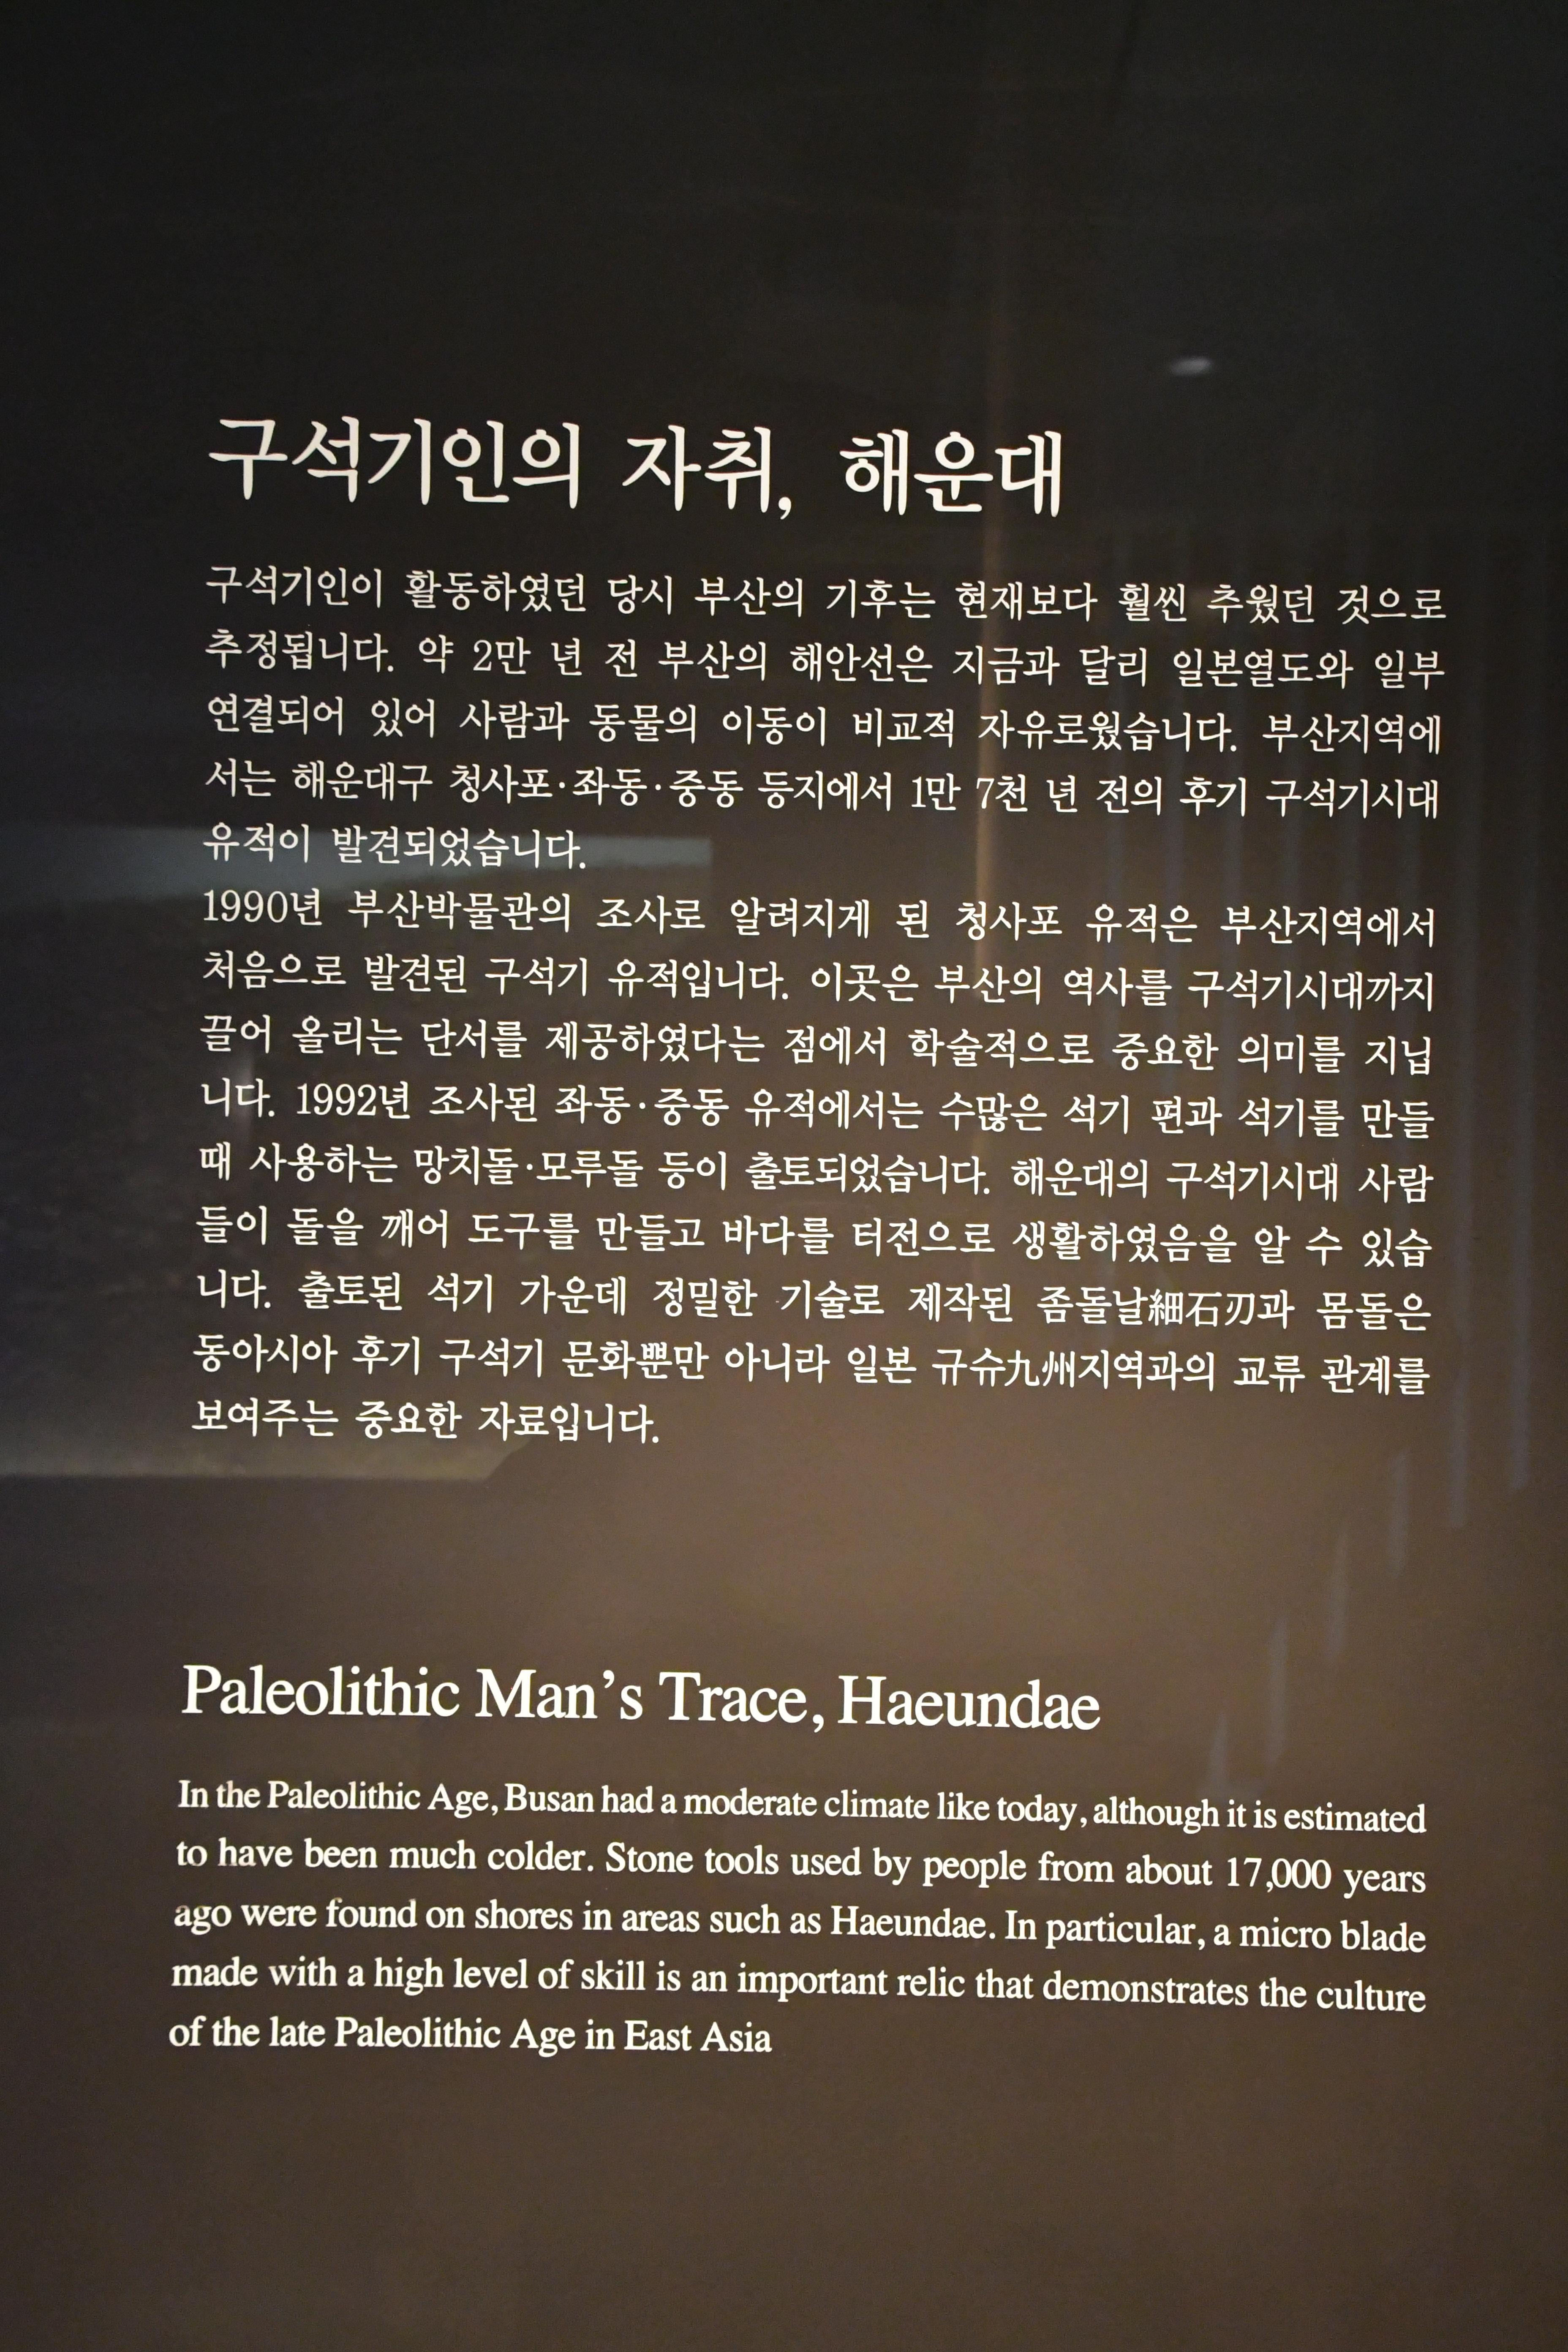 구석기인의 자취, 해운대
구석기인이 활동하였던 당시 부산의 기후는 현재보다 훨씬 추웠던 것으로
추정됩니다. 약 2만 년 전 부산의 해안선은 지금과 달리 일본열도와 일부
연결되어 있어 사람과 동물의 이동이 비교적 자유로웠습니다. 부산지역에
서는 해운대구 청사포·좌동·중동 등지에서 1만 7천 년 전의 후기 구석기시대
유적이 발견되었습니다.
1990년 부산박물관의 조사로 알려지게 된 청사포 유적은 부산지역에서
처음으로 발견된 구석기 유적입니다. 이곳은 부산의 역사를 구석기시대까지
끌어 올리는 단서를 제공하였다는 점에서 학술적으로 중요한 의미를 지닙
니다. 1992년 조사된 좌동·중동 유적에서는 수많은 석기 편과 석기를 만들
때 사용하는 망치돌·모루돌 등이 출토되었습니다. 해운대의 구석기시대 사람
들이 돌을 깨어 도구를 만들고 바다를 터전으로 생활하였음을 알 수 있습
니다. 출토된 석기 가운데 정밀한 기술로 제작된 좀돌날細石刃과 몸돌은
동아시아 후기 구석기 문화뿐만 아니라 일본 규슈九州지역과의 교류 관계를
보여주는 중요한 자료입니다.
Paleolithic Man’s Trace, Haeundae
In the Paleolithic Age, Busan had a moderate climate like today, although it is estimated
to have been much colder. Stone tools used by people from about 17,000 years
ago were found on shores in areas such as Haeundae. In particular, a micro blade
made with a high level of skill is an important relic that demonstrates the culture
of the late Paleolithic Age in East Asia